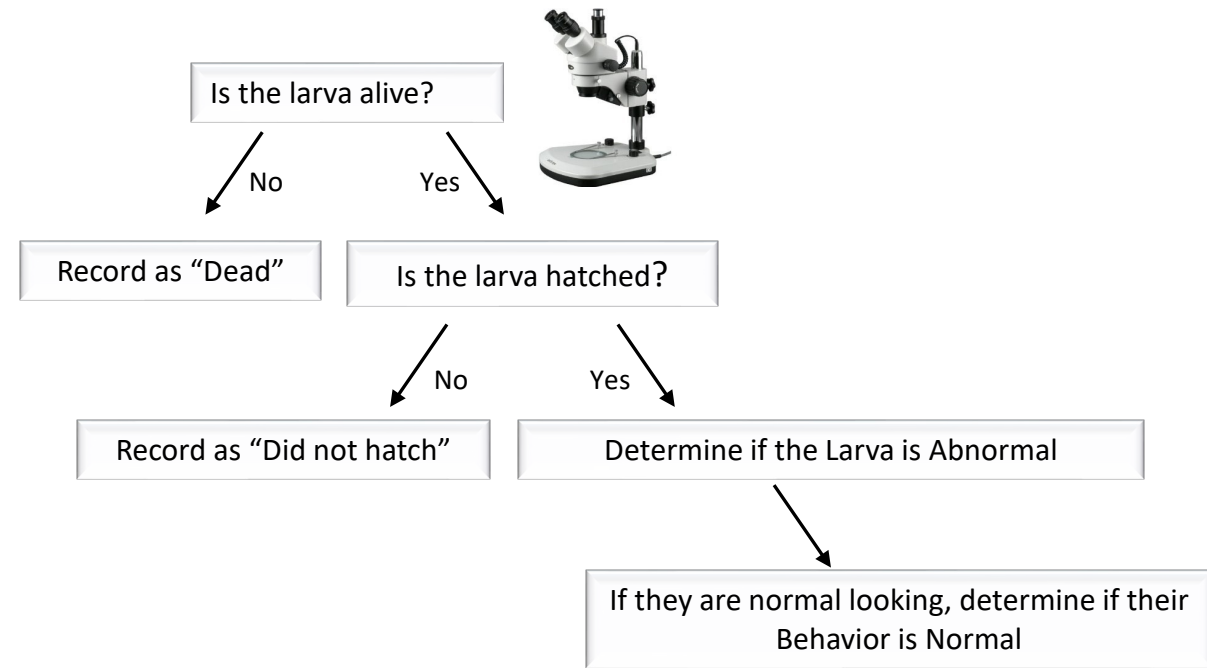 Is the larva alive?
No
Yes
Record as “Dead”
Is the larva hatched?
No
Yes
Record as “Did not hatch”
Determine if the Larva is Abnormal
If they are normal looking, determine if their
Behavior is Normal